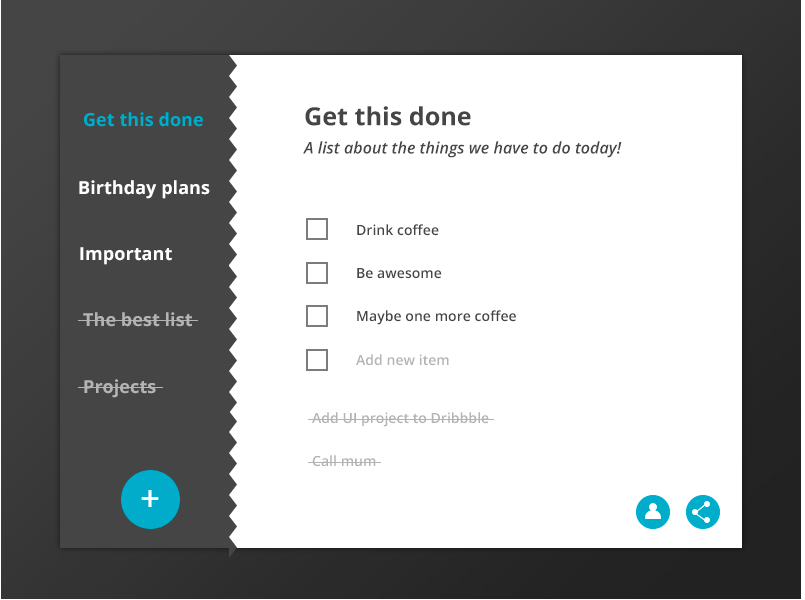 Get this done
Birthday plans
Important
The best list
Projects
+
Get this done
A list about the things we have to do today!
Drink coffee
Be awesome
Maybe one more coffee
Add new item
Add UI project to Dribbble
Call mum